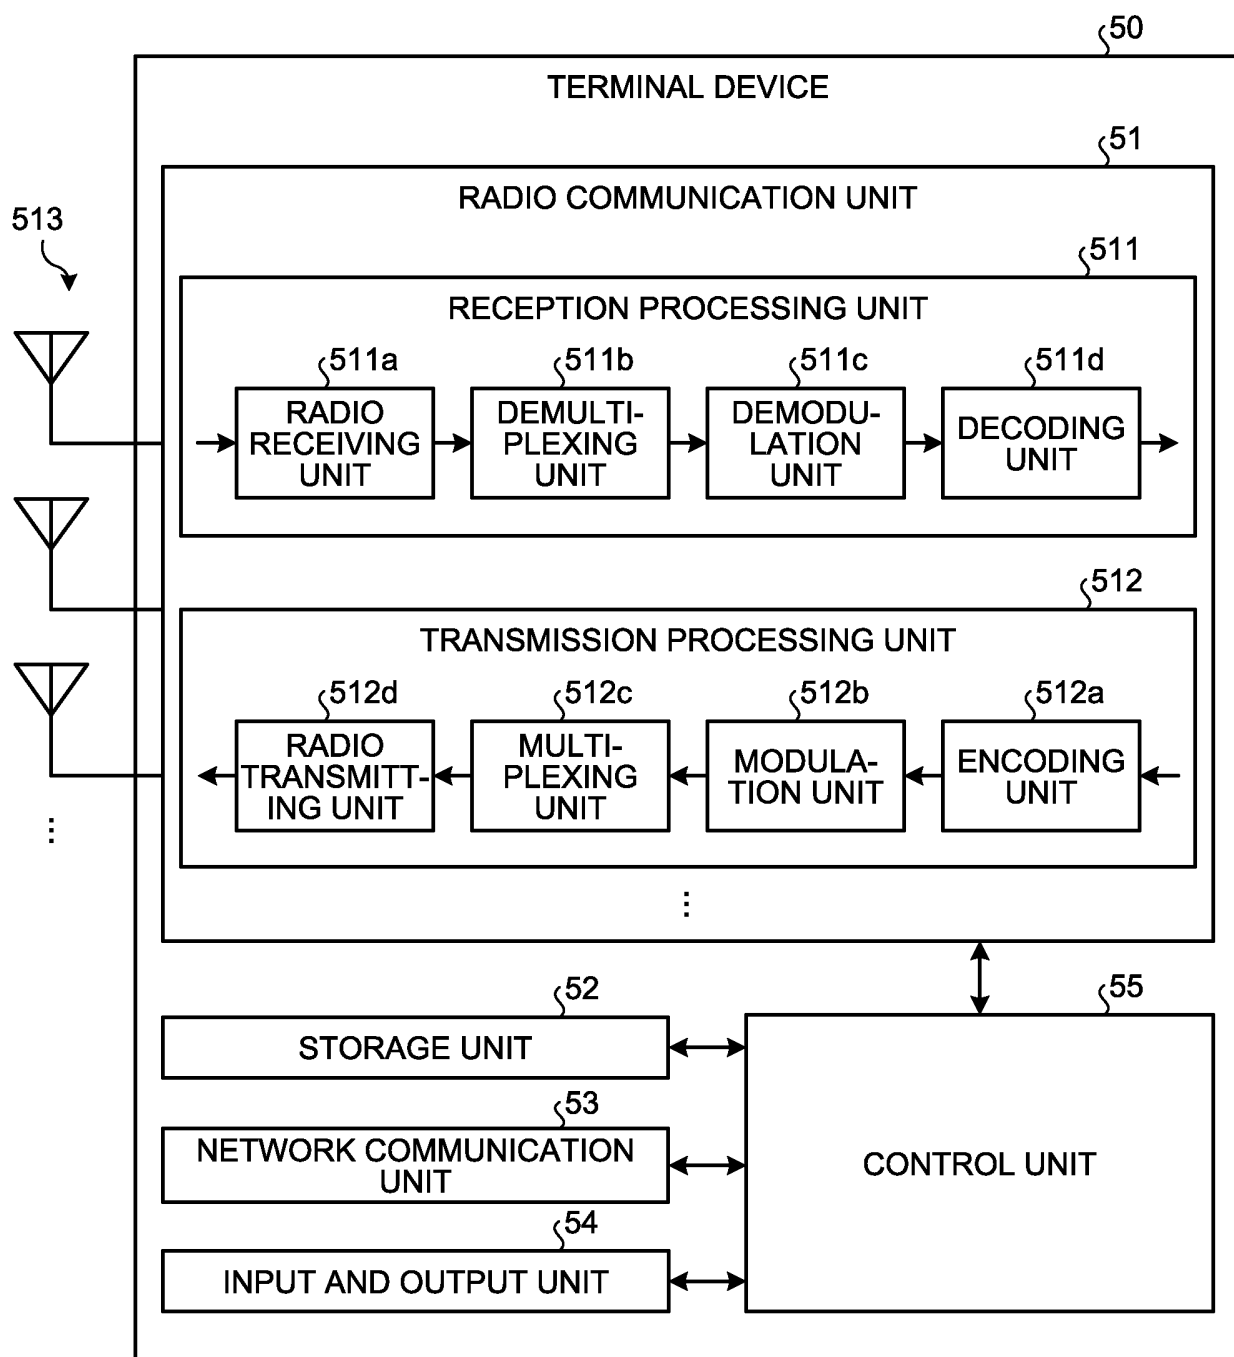 50
TERMINAL DEVICE
51
RADIO COMMUNICATION UNIT
513
511
RECEPTION PROCESSING UNIT
511a
511b
511c
511d
RADIO
RECEIVING
UNIT
DEMULTI-
PLEXING
UNIT
DEMODU-
LATION
UNIT
DECODING
UNIT
512
TRANSMISSION PROCESSING UNIT
512d
512c
512b
512a
RADIO
TRANSMITT-
ING UNIT
MULTI-
PLEXING
UNIT
MODULA-
TION UNIT
ENCODING
UNIT
...
...
52
STORAGE UNIT
55
CONTROL UNIT
53
NETWORK COMMUNICATION
UNIT
54
INPUT AND OUTPUT UNIT